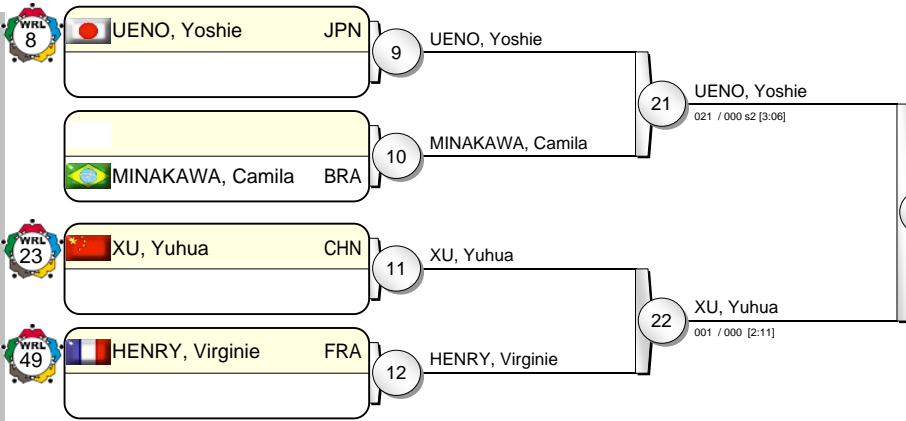 WRL
8
UENO, Yoshie JPN
9
UENO, Yoshie
21
UENO, Yoshie
021 / 000 s2 [3:06]
MINAKAWA, Camila BRA
10
MINAKAWA, Camila
WRL
23
XU, Yuhua CHN
11
XU, Yuhua
22
XU, Yuhua
001 / 000 [2:11]
WRL
49
HENRY, Virginie FRA
12
HENRY, Virginie